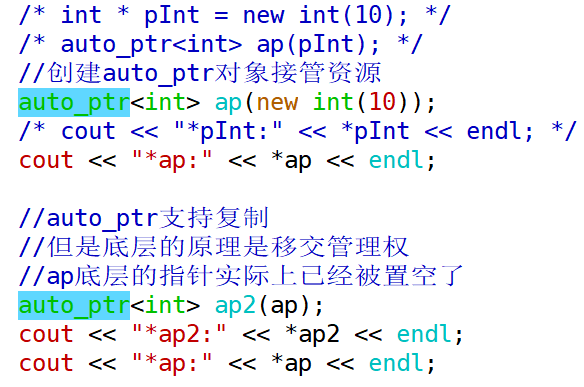 /* int * pInt = new int(10); */
/* auto_ptr<int> ap(pInt); */
//创建auto_ptr对象接管资源
auto_ptr<int> ap(new int(10));
/* cout << "*pInt:" << *pInt << endl; */
cout << "*ap:" << *ap << endl;
//auto_ptr支持复制
//但是底层的原理是移交管理权
//ap底层的指针实际上已经被置空了
auto_ptr<int> ap2(ap);
cout << "*ap2:" << *ap2 << endl;
cout << "*ap:" << *ap << endl;